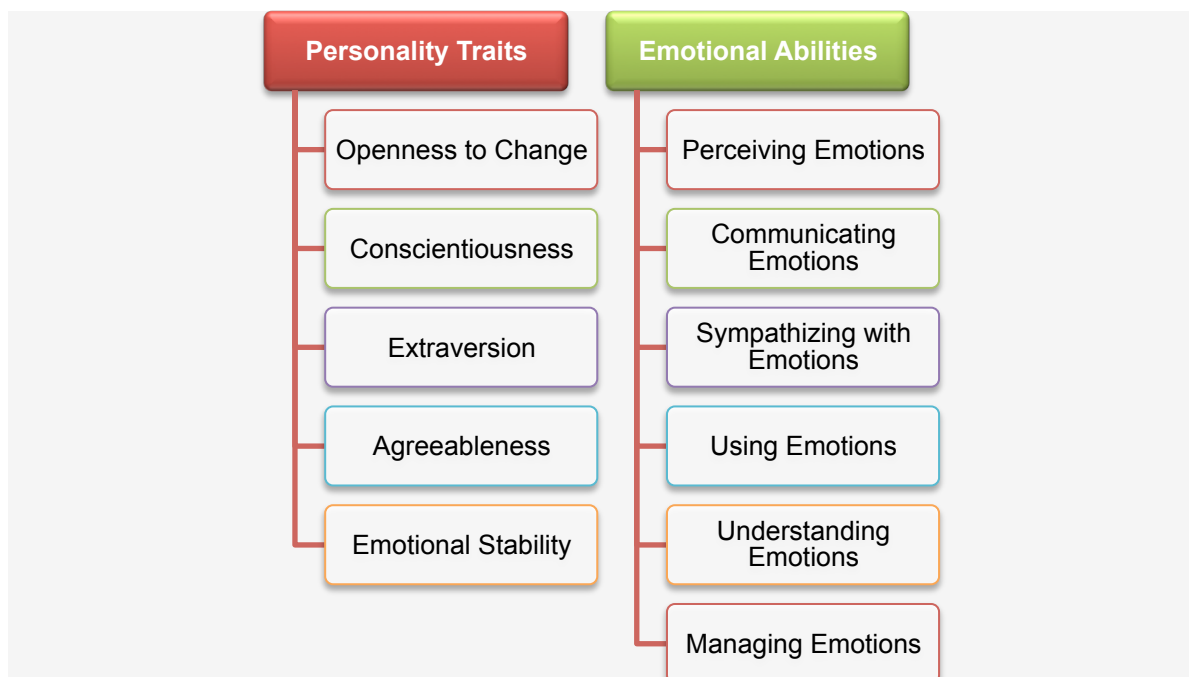 Personality Traits
Openness to Change
Conscientiousness
Extraversion
Agreeableness
Emotional Stability
Emotional Abilities
Perceiving Emotions
Communicating
Emotions
Sympathizing with
Emotions
Using Emotions
Understanding
Emotions
Managing Emotions